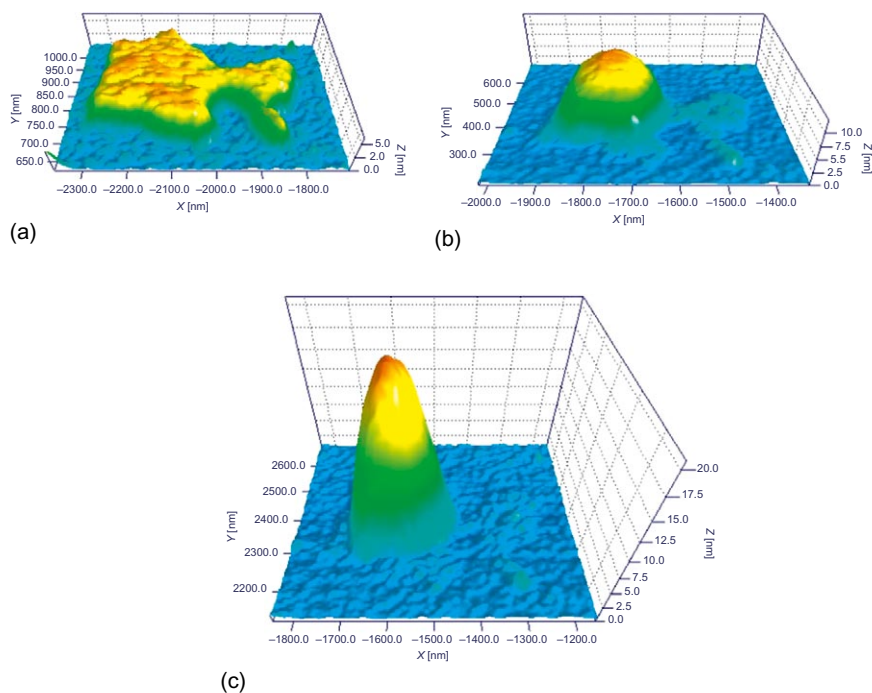 1000.0
950.0
900.0
850.0
800.0
750.0
700.0
650.0
Y [nm]
5.0
2.0
0.0
Z [nm]
−2300.0 −2200.0 −2100.0 −2000.0 −1900.0 −1800.0
X [nm]
(a)
600.0
500.0
400.0
300.0
Y [nm]
10.0
7.5
5.5
2.5
0.0
Z [nm]
−2000.0 −1900.0 −1800.0 −1700.0 −1600.0 −1500.0 −1400.0
X [nm]
(b)
2600.0
2500.0
2400.0
2300.0
2200.0
Y [nm]
20.0
17.5
15.0
12.5
10.0
7.5
5.0
2.5
0.0
Z [nm]
−1800.0 −1700.0 −1600.0 −1500.0 −1400.0 −1300.0 −1200.0
X [nm]
(c)